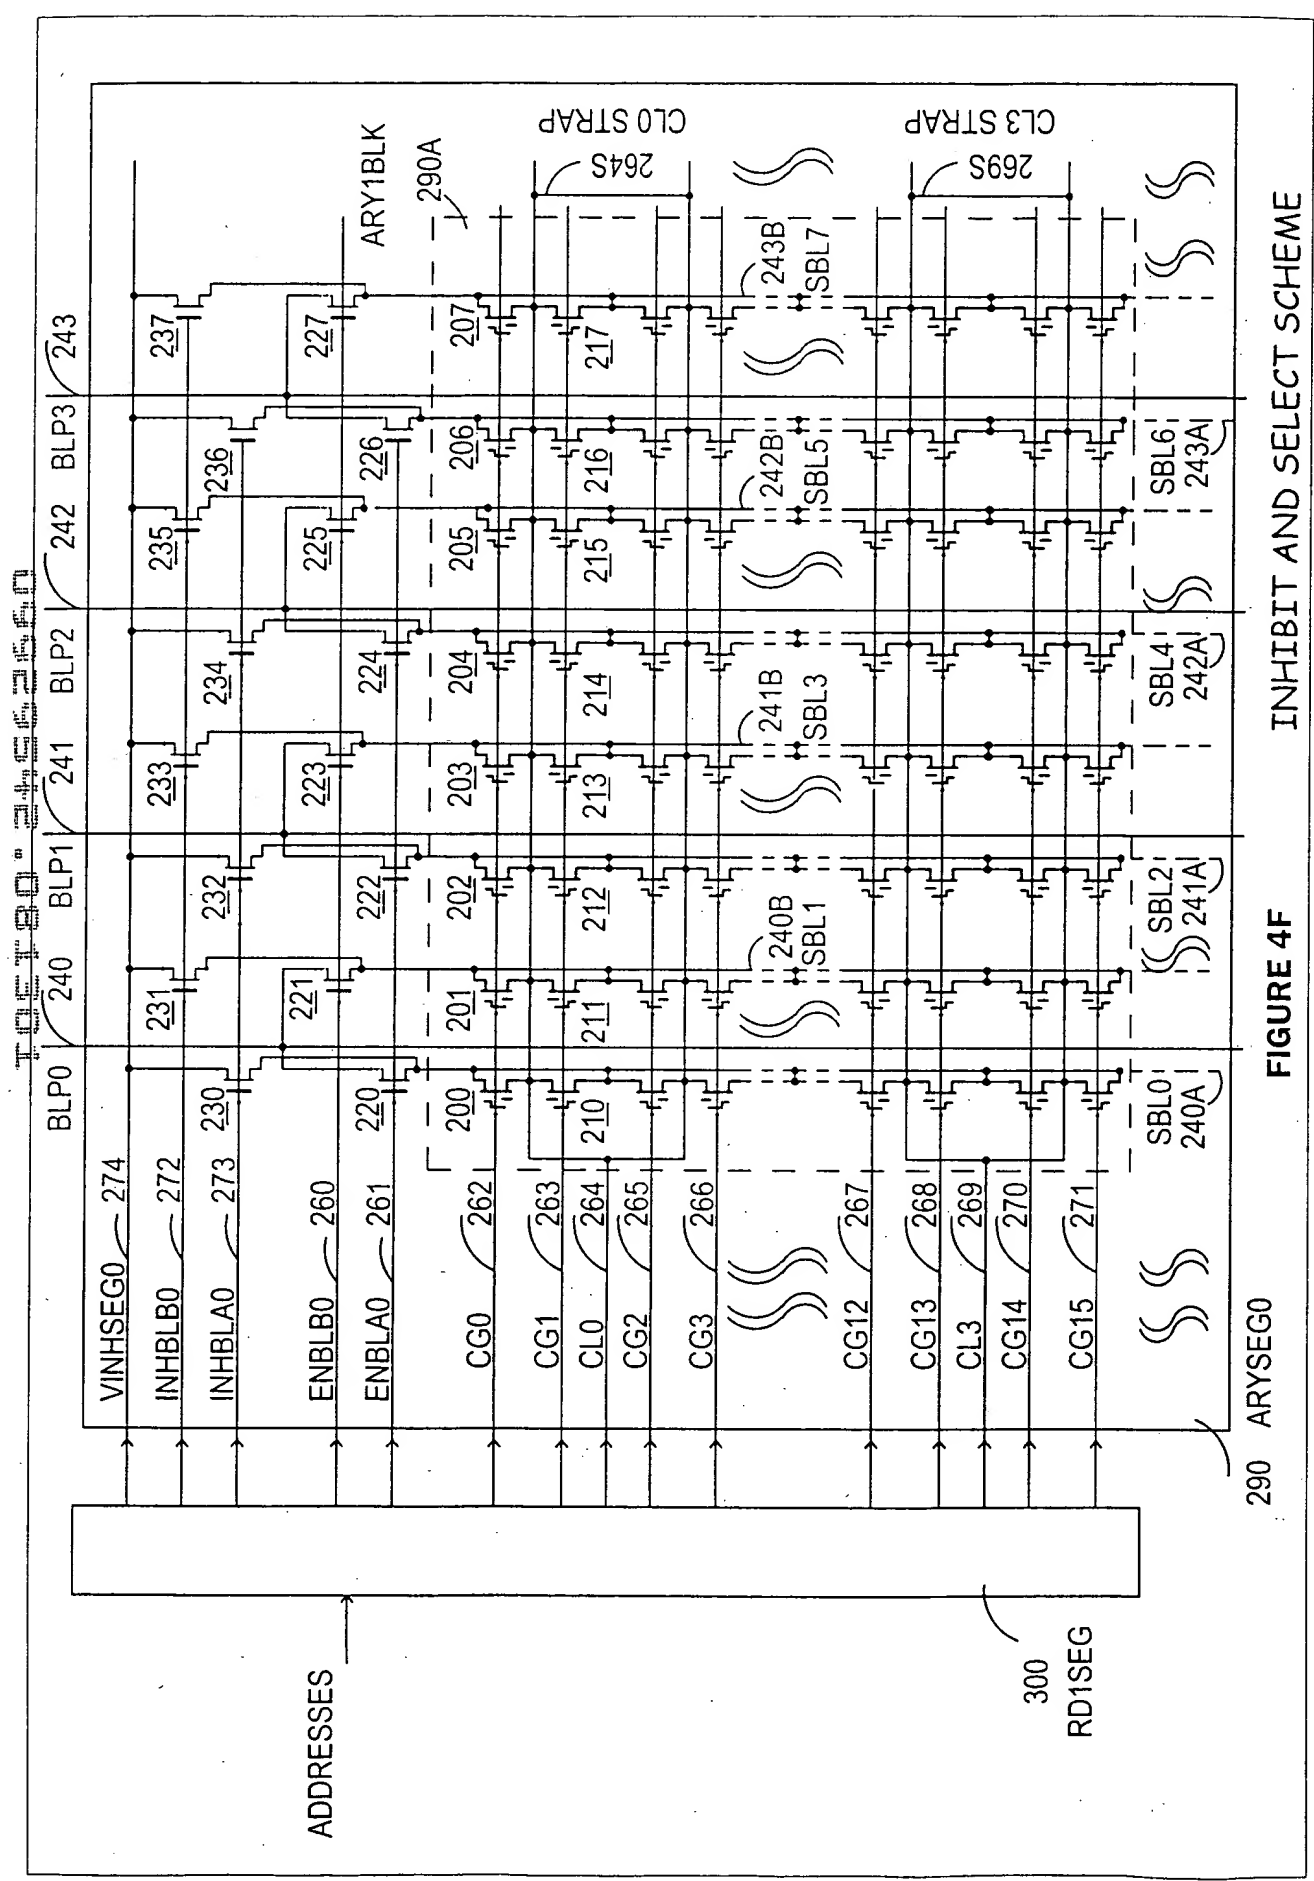 BLP0 240 BLP1 241 BLP2 242 BLP3 243
VINHSEG0 274
INHBLB0 272
INHBLA0 273
231 233 235 237
230 232 234 236
ENBLB0 260
ENBLA0 261
221 223 225 227
220 222 224 226
ARY1BLK
290A
200 201 202 203 204 205 206 207
CG0 262
CG1 263
CL0 264
CG2 265
CG3 266
210 211 212 213 214 215 216 217
CL0 STRAP
264S
240B
SBL1
241B
SBL3
242B
SBL5
243B
SBL7
CG12 267
CG13 268
CL3 269
CG14 270
CG15 271
CL3 STRAP
269S
SBL0
240A
SBL2
241A
SBL4
242A
SBL6
243A
290 ARYSEG0
ADDRESSES
300
RD1SEG
FIGURE 4F
INHIBIT AND SELECT SCHEME